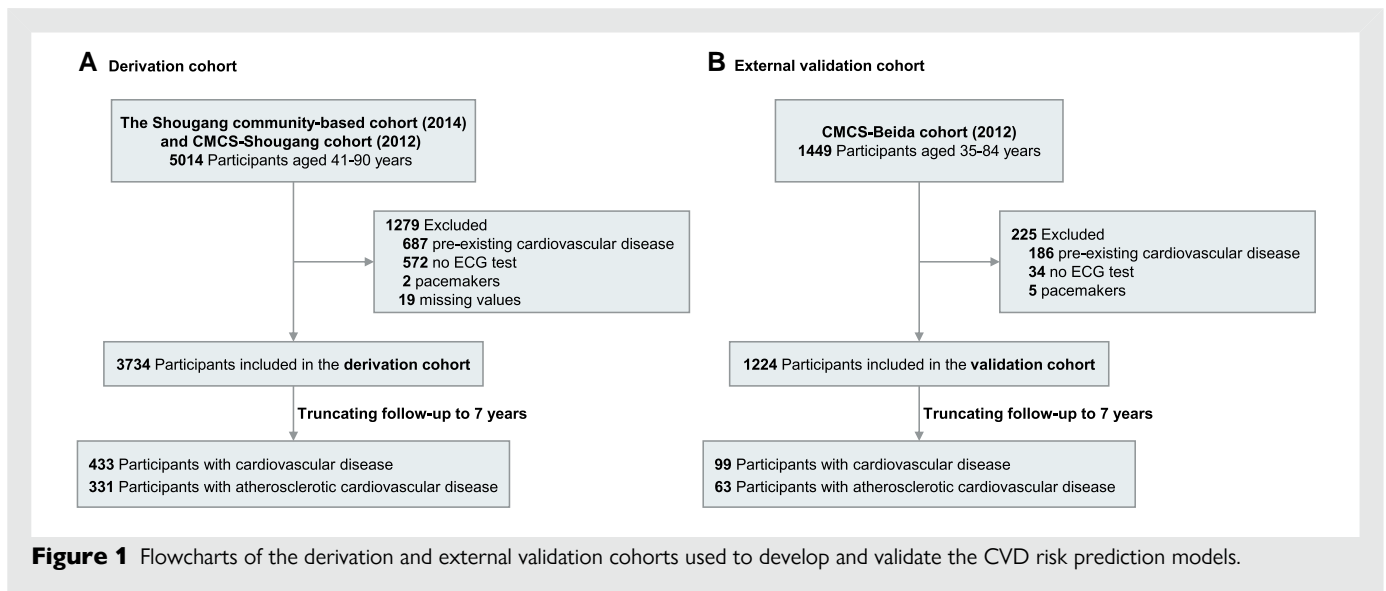 A Derivation cohort
The Shougang community-based cohort (2014)
and CMCS-Shougang cohort (2012)
5014 Participants aged 41-90 years
1279 Excluded
687 pre-existing cardiovascular disease
572 no ECG test
2 pacemakers
19 missing values
3734 Participants included in the derivation cohort
Truncating follow-up to 7 years
433 Participants with cardiovascular disease
331 Participants with atherosclerotic cardiovascular disease
B External validation cohort
CMCS-Beida cohort (2012)
1449 Participants aged 35-84 years
225 Excluded
186 pre-existing cardiovascular disease
34 no ECG test
5 pacemakers
1224 Participants included in the validation cohort
Truncating follow-up to 7 years
99 Participants with cardiovascular disease
63 Participants with atherosclerotic cardiovascular disease
Figure 1 Flowcharts of the derivation and external validation cohorts used to develop and validate the CVD risk prediction models.